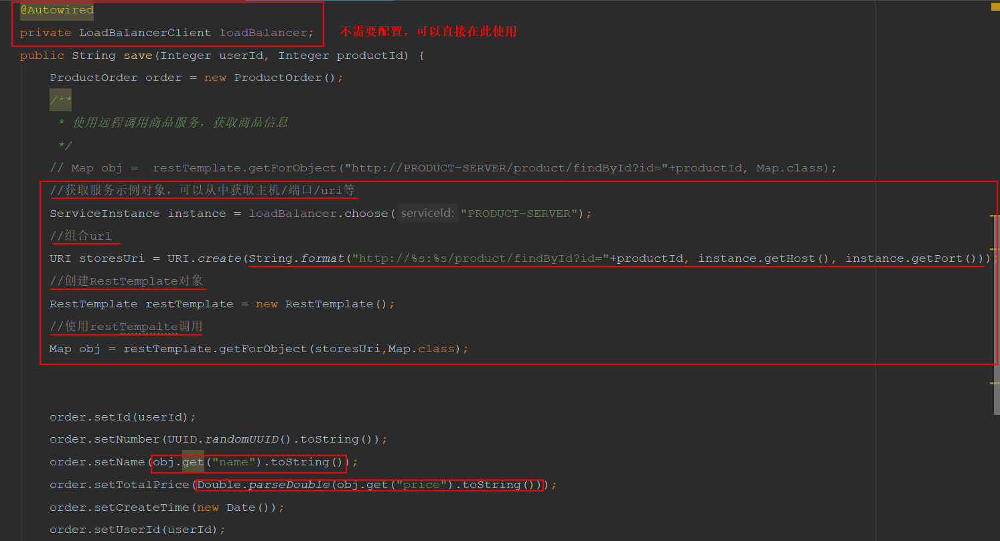 @Autowired
private LoadBalancerClient loadBalancer; 不需要配置，可以直接在此使用
public String save(Integer userId, Integer productId) {
ProductOrder order = new ProductOrder();
/**
* 使用远程调用商品服务，获取商品信息
*/
// Map obj =  restTemplate.getForObject("http://PRODUCT-SERVER/product/findById?id="+productId, Map.class);
//获取服务示例对象，可以从中获取主机/端口/uri等
ServiceInstance instance = loadBalancer.choose( serviceId: "PRODUCT-SERVER");
//组合url
URI storesUri = URI.create(String.format("http://%s:%s/product/findById?id="+productId, instance.getHost(), instance.getPort()));
//创建RestTemplate对象
RestTemplate restTemplate = new RestTemplate();
//使用restTempalte调用
Map obj = restTemplate.getForObject(storesUri,Map.class);
order.setId(userId);
order.setNumber(UUID.randomUUID().toString());
order.setName(obj.get("name").toString());
order.setTotalPrice(Double.parseDouble(obj.get("price").toString()));
order.setCreateTime(new Date());
order.setUserId(userId);